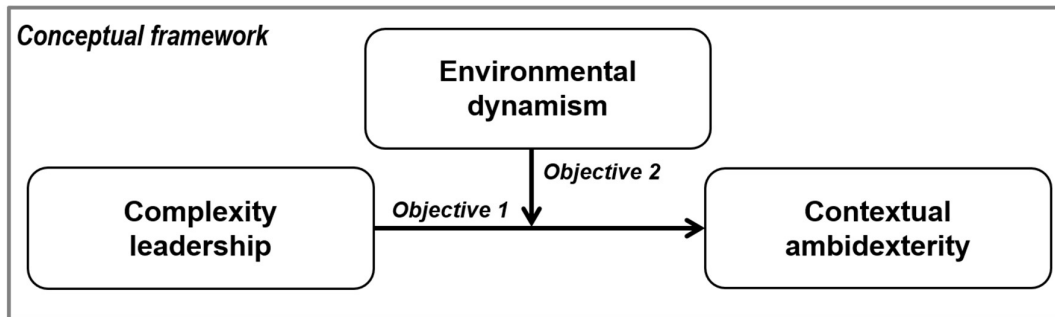 Conceptual framework
Environmental
dynamism
Objective 2
Complexity
leadership
Objective 1
Contextual
ambidexterity